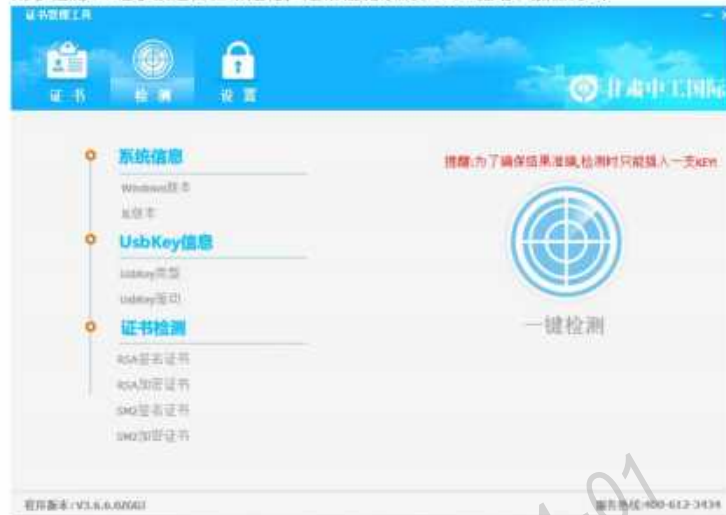 证书管理工具
证 书
检 测
设 置
甘肃中工国际
系统信息
提醒:为了确保结果准确,检测时只能插入一支KEY!
Windows版本
IE版本
UsbKey信息
UsbKey类型
UsbKey驱动
一键检测
证书检测
RSA签名证书
RSA加密证书
SM2签名证书
SM2加密证书
服务热线:400-612-3434